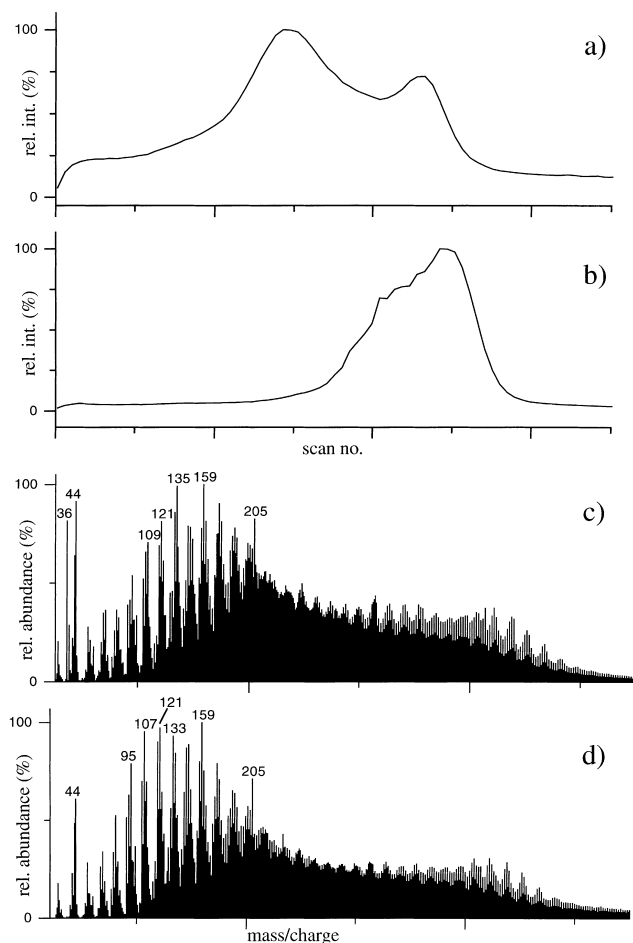 100
rel. int. (%)
0
a)
100
rel. int. (%)
0
b)
scan no.
100
rel. abundance (%)
0
36
44
109
121
135
159
205
c)
100
rel. abundance (%)
0
44
95
107
121
133
159
205
d)
mass/charge